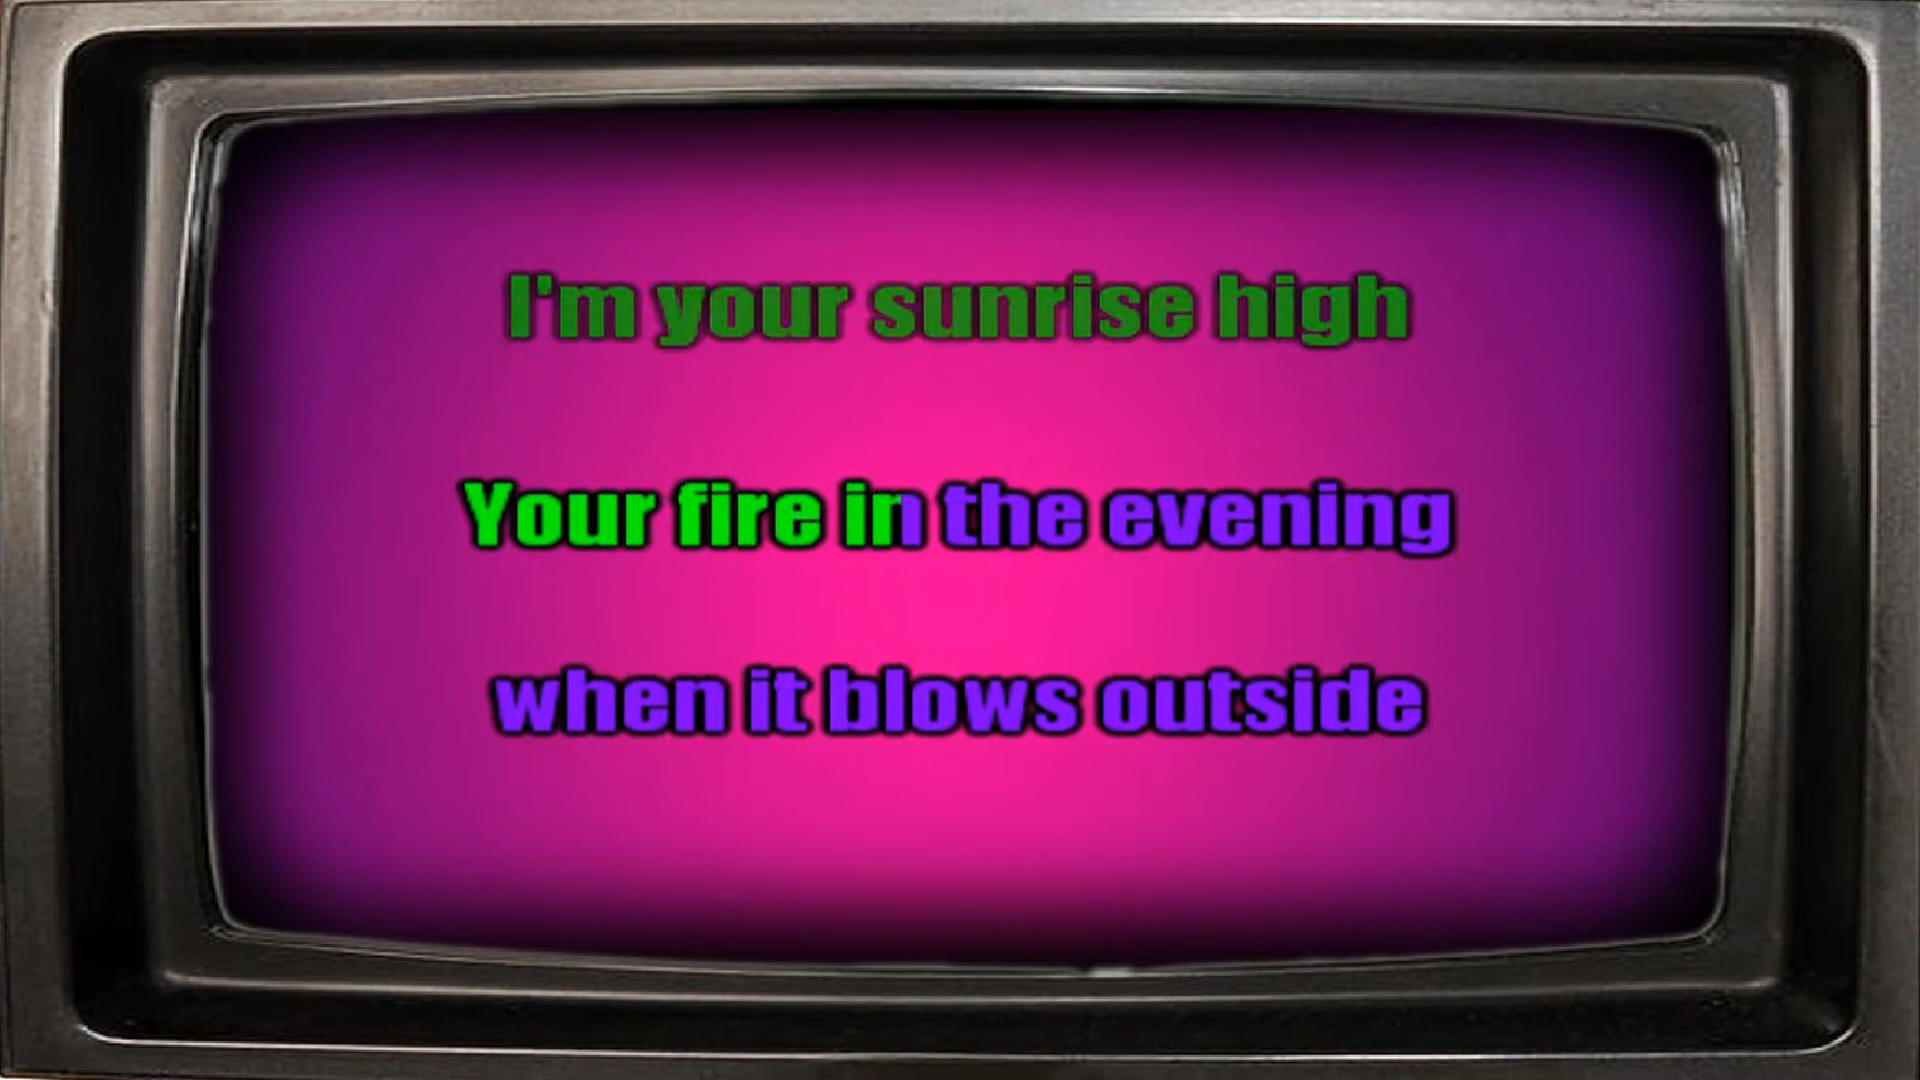 I'm your sunrise high
Your fire in the evening
when it blows outside